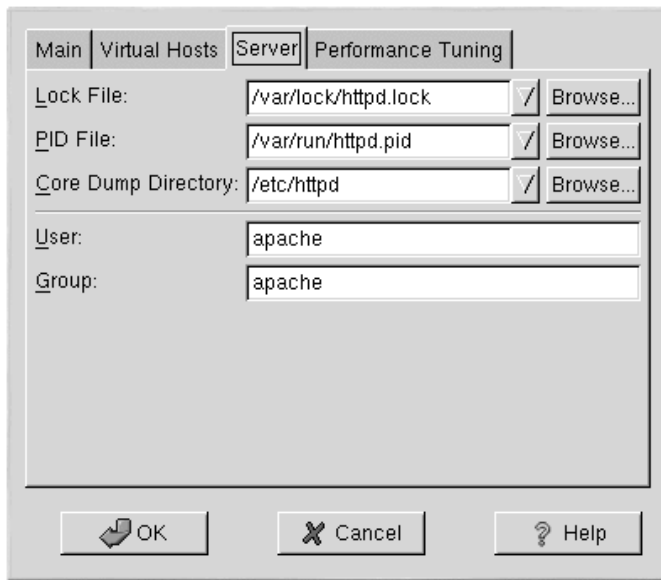 Main Virtual Hosts Server Performance Tuning
Lock File: /var/lock/httpd.lock Browse...
PID File: /var/run/httpd.pid Browse...
Core Dump Directory: /etc/httpd Browse...
User: apache
Group: apache
OK Cancel Help